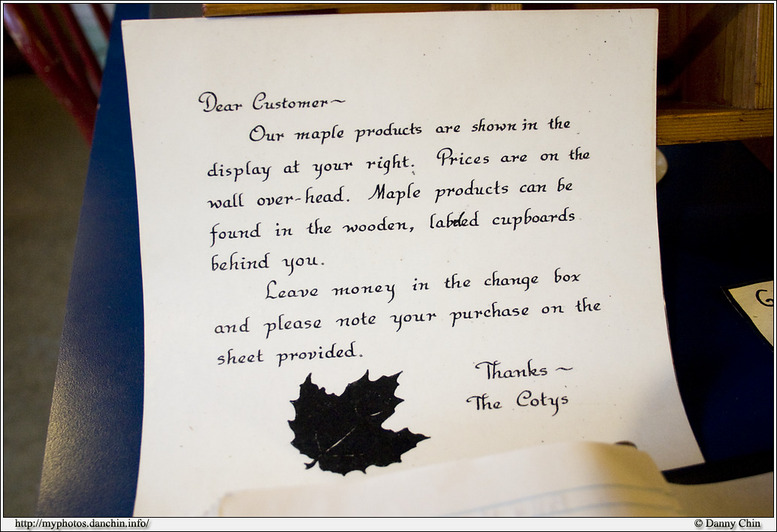 Dear Customer~
Our maple products are shown in the
display at your right. Prices are on the
wall over-head. Maple products can be
found in the wooden, labeled cupboards
behind you.
Leave money in the change box
and please note your purchase on the
sheet provided.
Thanks ~
The Cotys
G
http://myphotos.danchin.info/
© Danny Chin